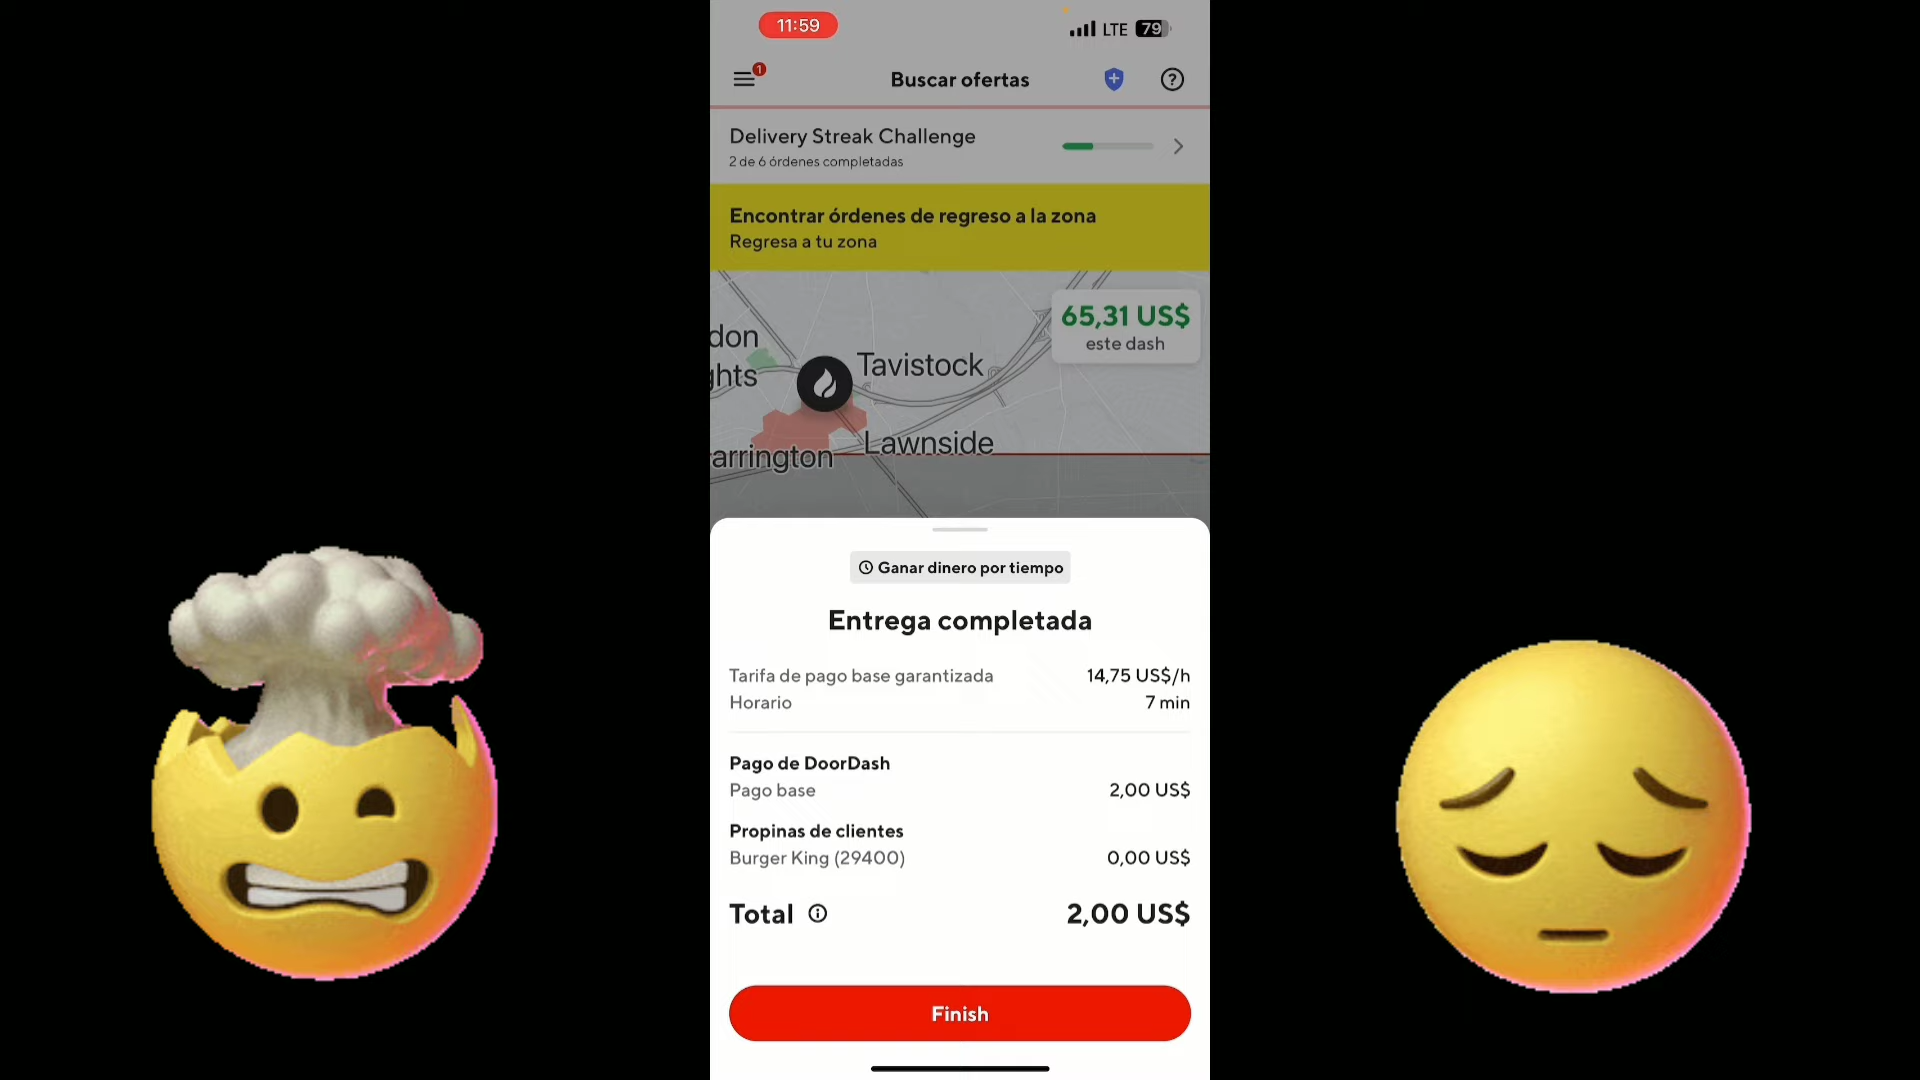 11:59
LTE 79
1
Buscar ofertas
Delivery Streak Challenge
2 de 6 órdenes completadas
Encontrar órdenes de regreso a la zona
Regresa a tu zona
65,31 US$
este dash
don
ghts
Tavistock
Lawnside
arrington
Ganar dinero por tiempo
Entrega completada
Tarifa de pago base garantizada 14,75 US$/h
Horario 7 min
Pago de DoorDash
Pago base 2,00 US$
Propinas de clientes
Burger King (29400) 0,00 US$
Total 2,00 US$
Finish